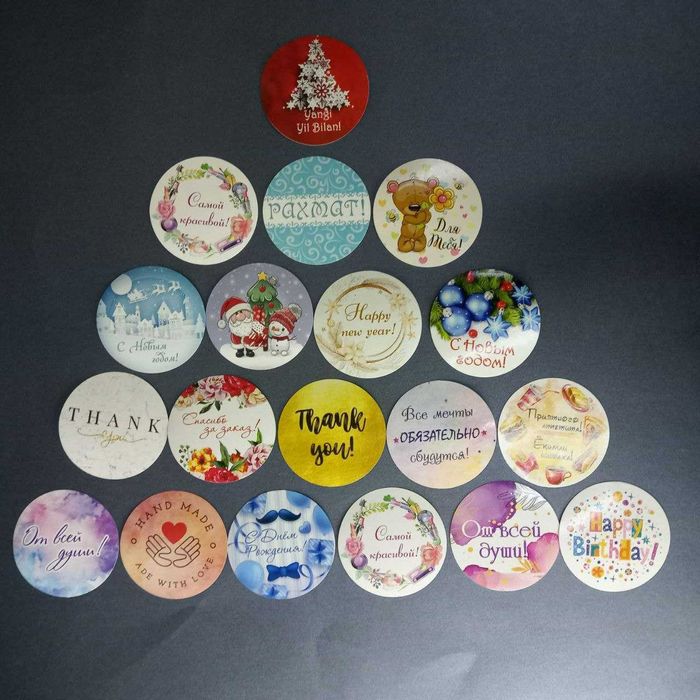 Yangi
Yil Bilan!
Самой
красивой!
РАХМАТ!
Для
Тебя!
С Новым
годом!
Happy
new year!
С Новым
годом!
THANK
you
Спасибо
за заказ!
Thank
you!
Все мечты
ОБЯЗАТЕЛЬНО
сбудутся!
Приятного
аппетита!
Ёқимли
иштаха!
От всей
души!
HAND MADE
MADE WITH LOVE
С Днём
Рождения!
Самой
красивой!
От всей
души!
Happy
Birthday!